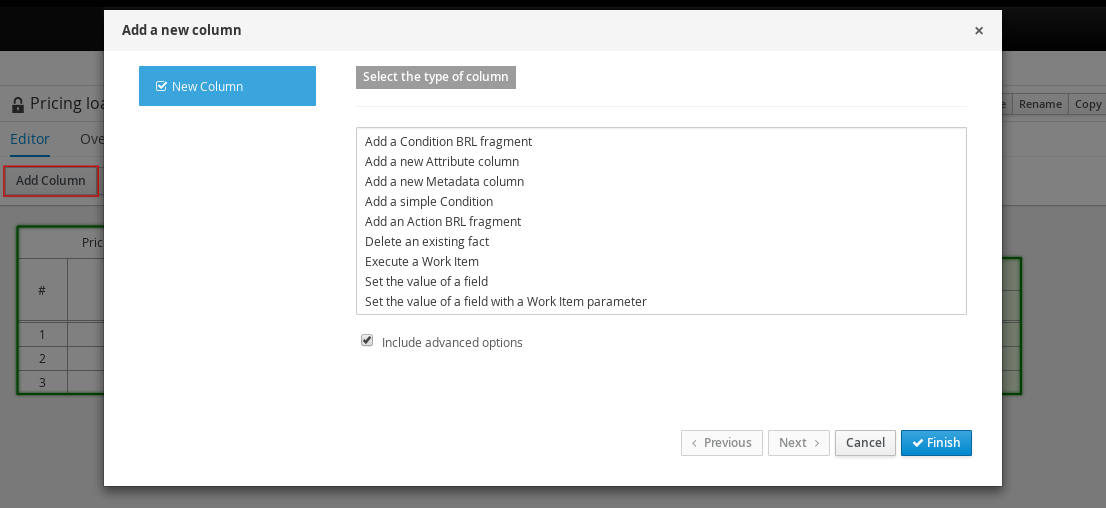 Add a new column
×
New Column
Select the type of column
Pricing loa
Rename
Copy
Editor
Ove
Add Column
Add a Condition BRL fragment
Add a new Attribute column
Add a new Metadata column
Add a simple Condition
Add an Action BRL fragment
Delete an existing fact
Execute a Work Item
Set the value of a field
Set the value of a field with a Work Item parameter
Pric
#
1
2
3
Include advanced options
Previous
Next
Cancel
Finish